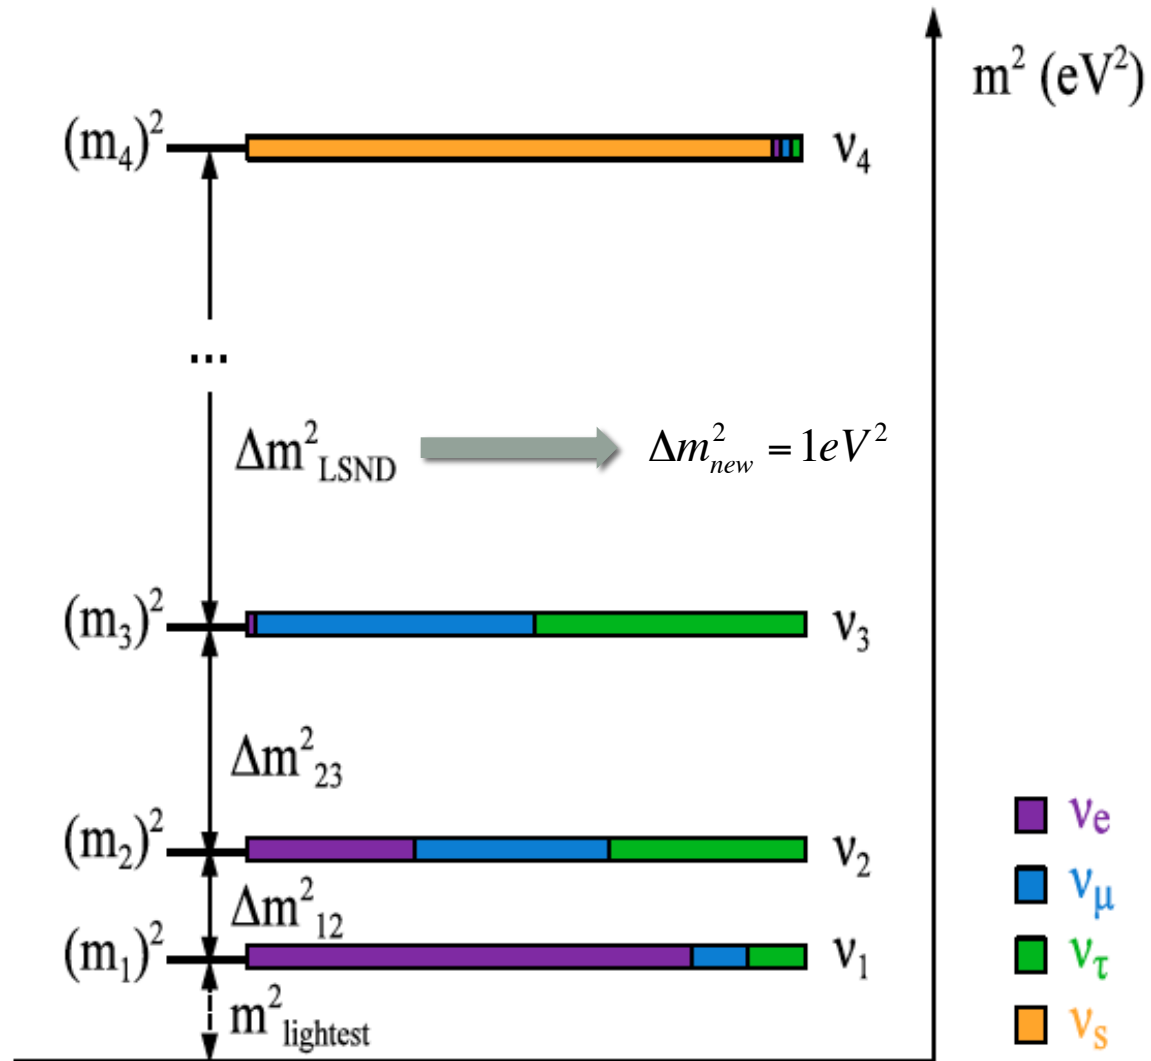 m² (eV²)
(m₄)² ν₄
...
Δm²LSND Δm²new = 1eV²
(m₃)² ν₃
Δm²₂₃
(m₂)² ν₂
Δm²₁₂
(m₁)² ν₁
m²lightest
νe
νμ
ντ
νs